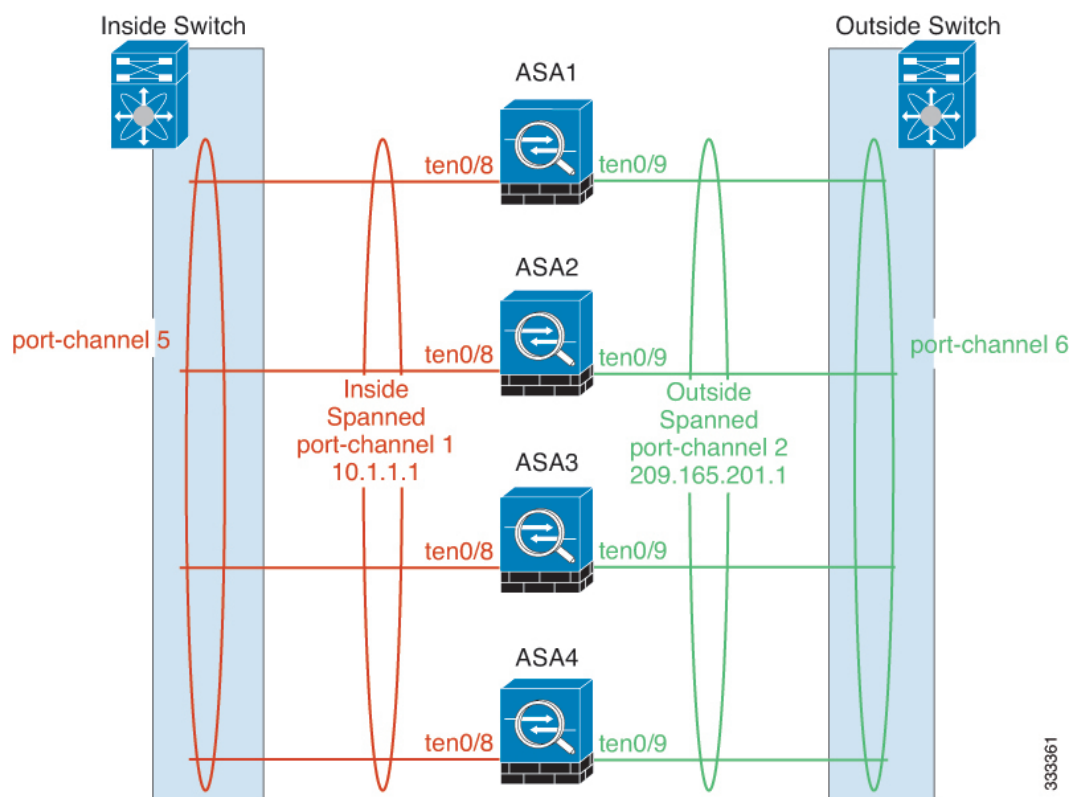 Inside Switch
Outside Switch
ASA1
ten0/8
ten0/9
ASA2
port-channel 5
ten0/8
ten0/9
port-channel 6
Inside
Spanned
port-channel 1
10.1.1.1
Outside
Spanned
port-channel 2
209.165.201.1
ASA3
ten0/8
ten0/9
ASA4
ten0/8
ten0/9
333361